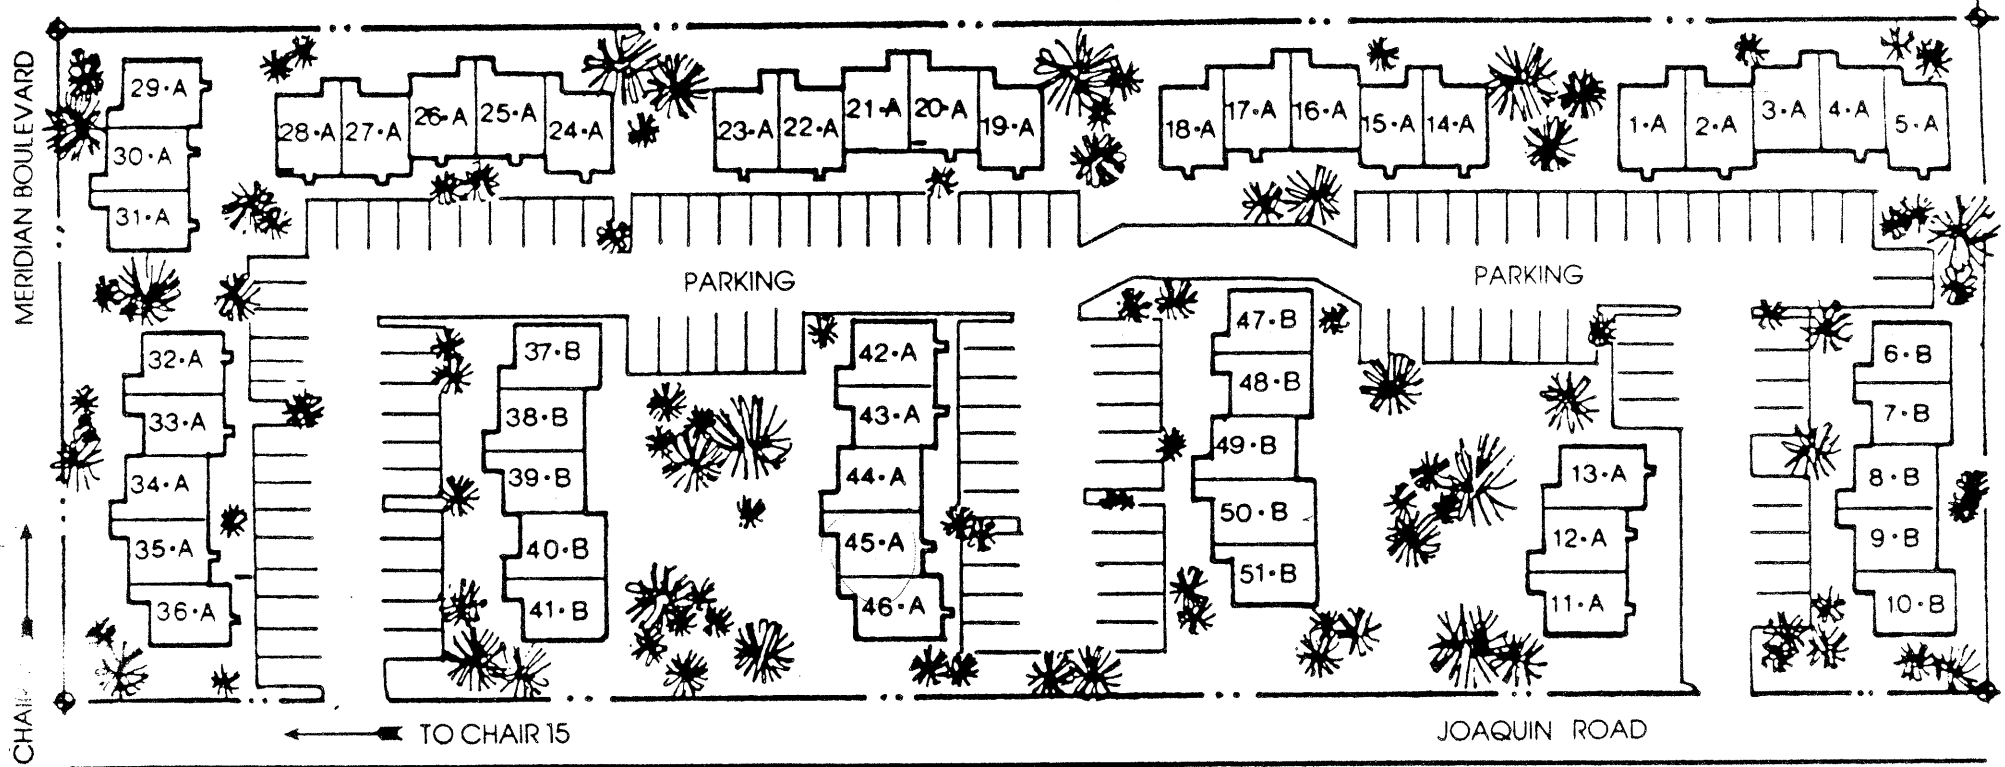 MERIDIAN BOULEVARD
29•A
30•A
31•A
28•A 27•A 26•A 25•A 24•A
23•A 22•A 21•A 20•A 19•A
18•A 17•A 16•A 15•A 14•A
1•A 2•A 3•A 4•A 5•A
PARKING
PARKING
32•A
33•A
34•A
35•A
36•A
37•B
38•B
39•B
40•B
41•B
42•A
43•A
44•A
45•A
46•A
47•B
48•B
49•B
50•B
51•B
13•A
12•A
11•A
6•B
7•B
8•B
9•B
10•B
TO CHAIR 15
JOAQUIN ROAD